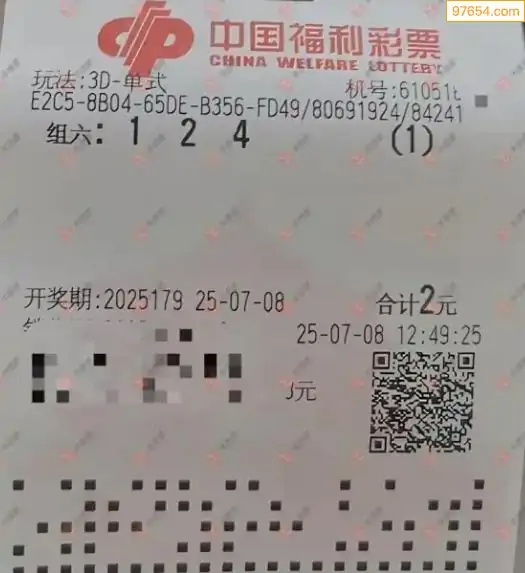 97654.com
中国福利彩票
CHINA WELFARE LOTTERY
玩法:3D-单式
机号:61051t
E2C5-8B04-65DE-B356-FD49/80691924/84241
组六: 1 2 4 (1)
开奖期:2025179 25-07-08 合计2元
25-07-08 12:49:25
元